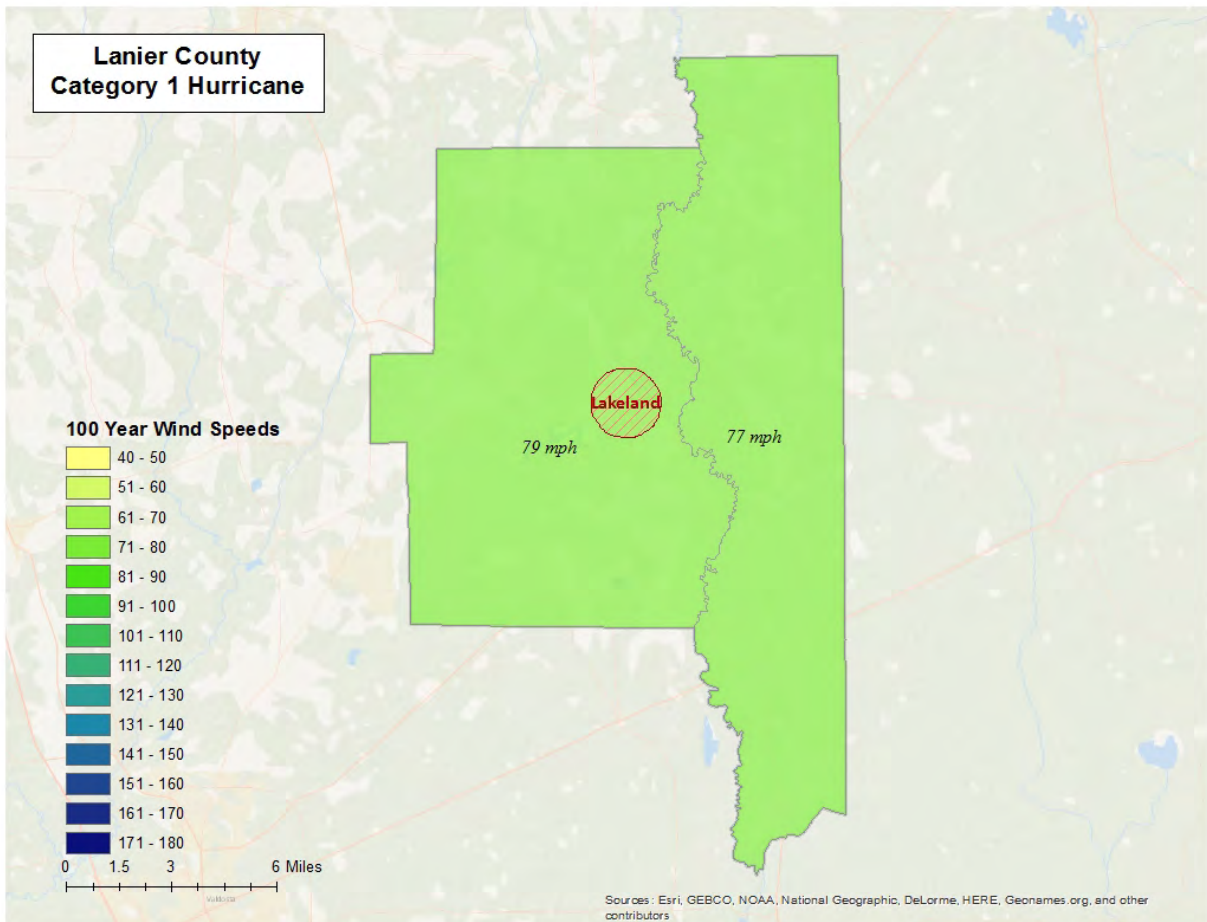 Lanier County
Category 1 Hurricane
Lakeland
79 mph
77 mph
100 Year Wind Speeds
40 - 50
51 - 60
61 - 70
71 - 80
81 - 90
91 - 100
101 - 110
111 - 120
121 - 130
131 - 140
141 - 150
151 - 160
161 - 170
171 - 180
0 1.5 3 6 Miles
Valdosta
Sources: Esri, GEBCO, NOAA, National Geographic, DeLorme, HERE, Geonames.org, and other
contributors